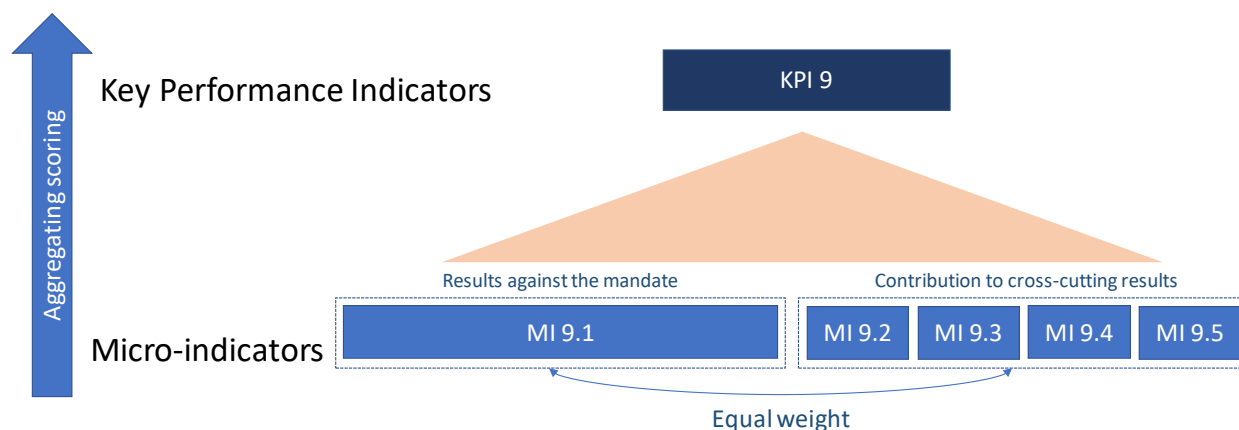 Aggregating scoring
Key Performance Indicators
KPI 9
Results against the mandate
Contribution to cross-cutting results
Micro-indicators
MI 9.1
MI 9.2
MI 9.3
MI 9.4
MI 9.5
Equal weight